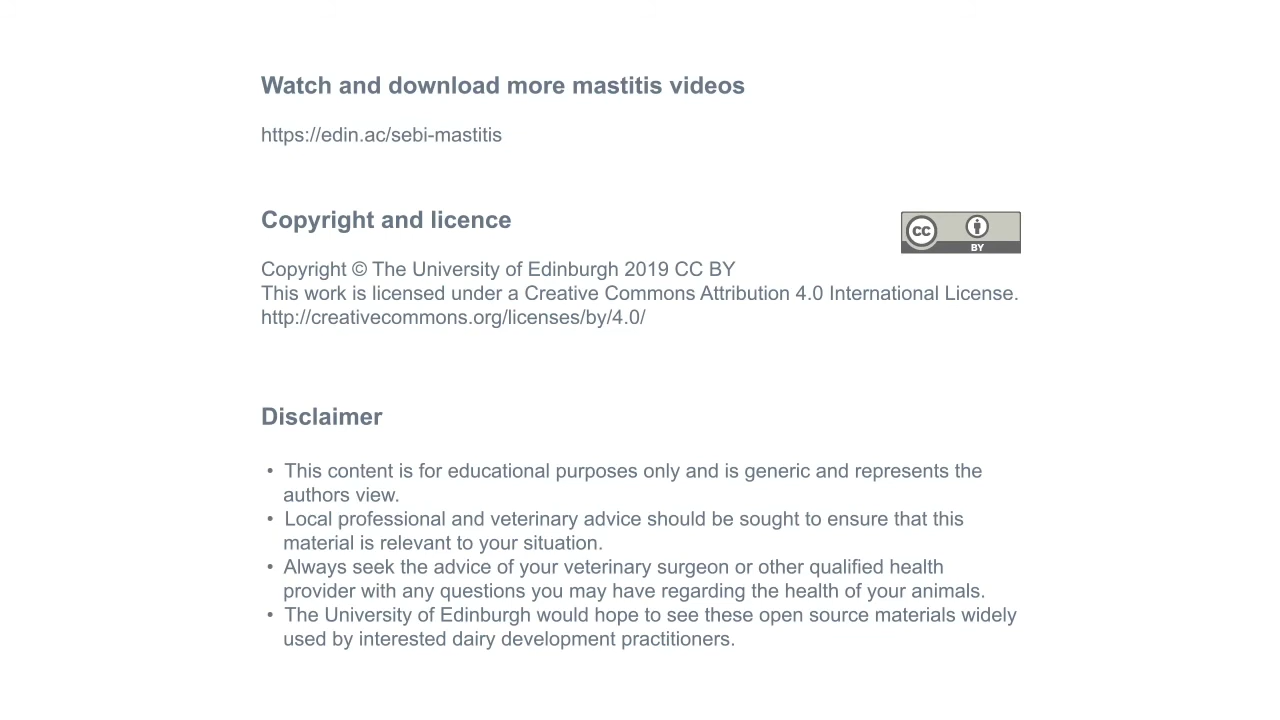 Watch and download more mastitis videos
https://edin.ac/sebi-mastitis
Copyright and licence
CC BY
Copyright © The University of Edinburgh 2019 CC BY
This work is licensed under a Creative Commons Attribution 4.0 International License.
http://creativecommons.org/licenses/by/4.0/
Disclaimer
• This content is for educational purposes only and is generic and represents the
authors view.
• Local professional and veterinary advice should be sought to ensure that this
material is relevant to your situation.
• Always seek the advice of your veterinary surgeon or other qualified health
provider with any questions you may have regarding the health of your animals.
• The University of Edinburgh would hope to see these open source materials widely
used by interested dairy development practitioners.